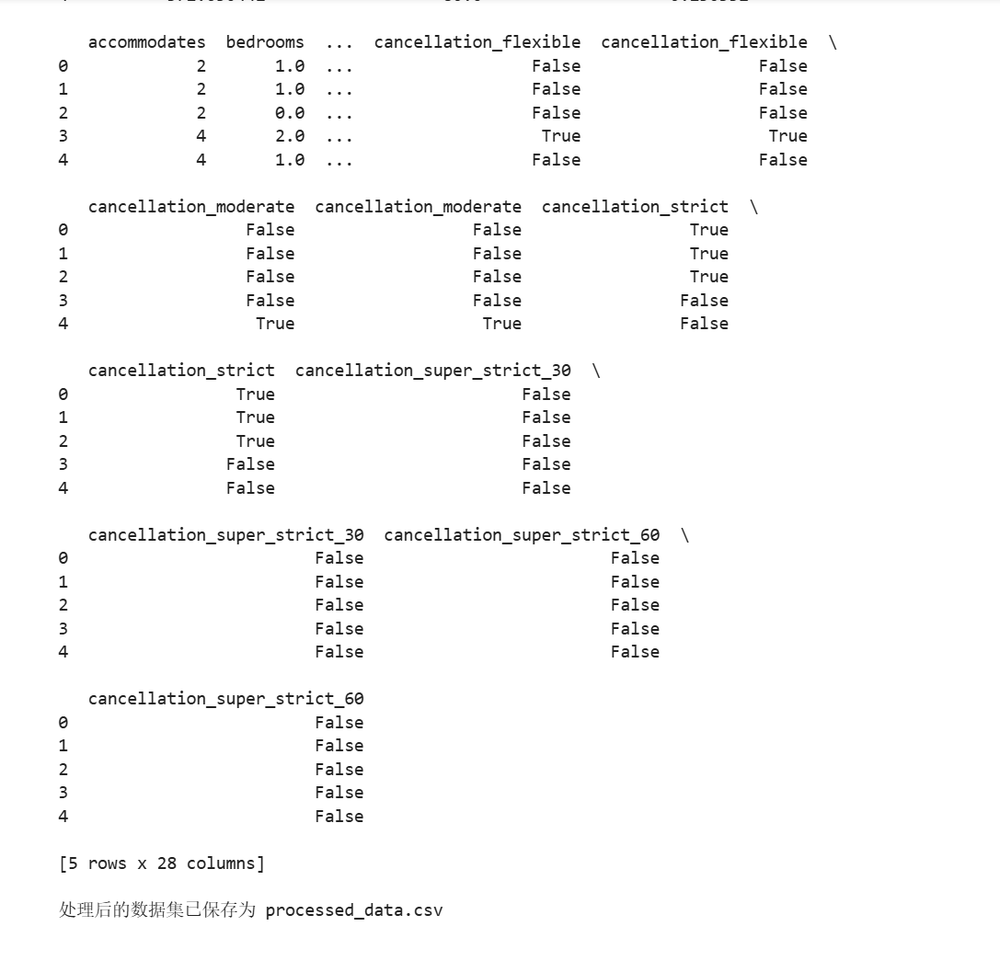 accommodates bedrooms ... cancellation_flexible cancellation_flexible \
0 2 1.0 ... False False
1 2 1.0 ... False False
2 2 0.0 ... False False
3 4 2.0 ... True True
4 4 1.0 ... False False
cancellation_moderate cancellation_moderate cancellation_strict \
0 False False True
1 False False True
2 False False True
3 False False False
4 True True False
cancellation_strict cancellation_super_strict_30 \
0 True False
1 True False
2 True False
3 False False
4 False False
cancellation_super_strict_30 cancellation_super_strict_60 \
0 False False
1 False False
2 False False
3 False False
4 False False
cancellation_super_strict_60
0 False
1 False
2 False
3 False
4 False
[5 rows x 28 columns]
处理后的数据集已保存为 processed_data.csv